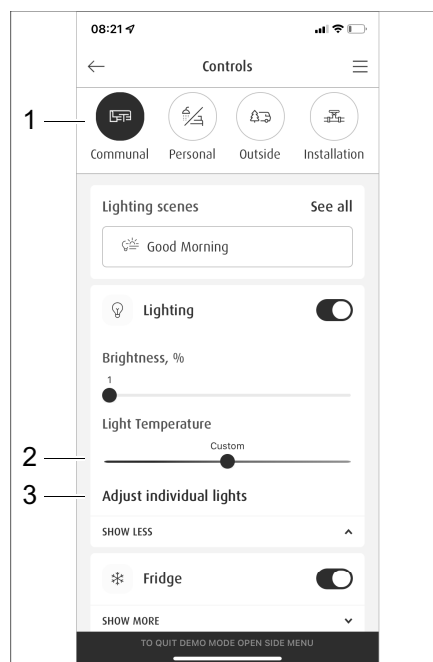 08:21
Controls
1
Communal Personal Outside Installation
Lighting scenes See all
Good Morning
Lighting
Brightness, %
1
Light Temperature
Custom
2
3 Adjust individual lights
SHOW LESS
Fridge
SHOW MORE
TO QUIT DEMO MODE OPEN SIDE MENU